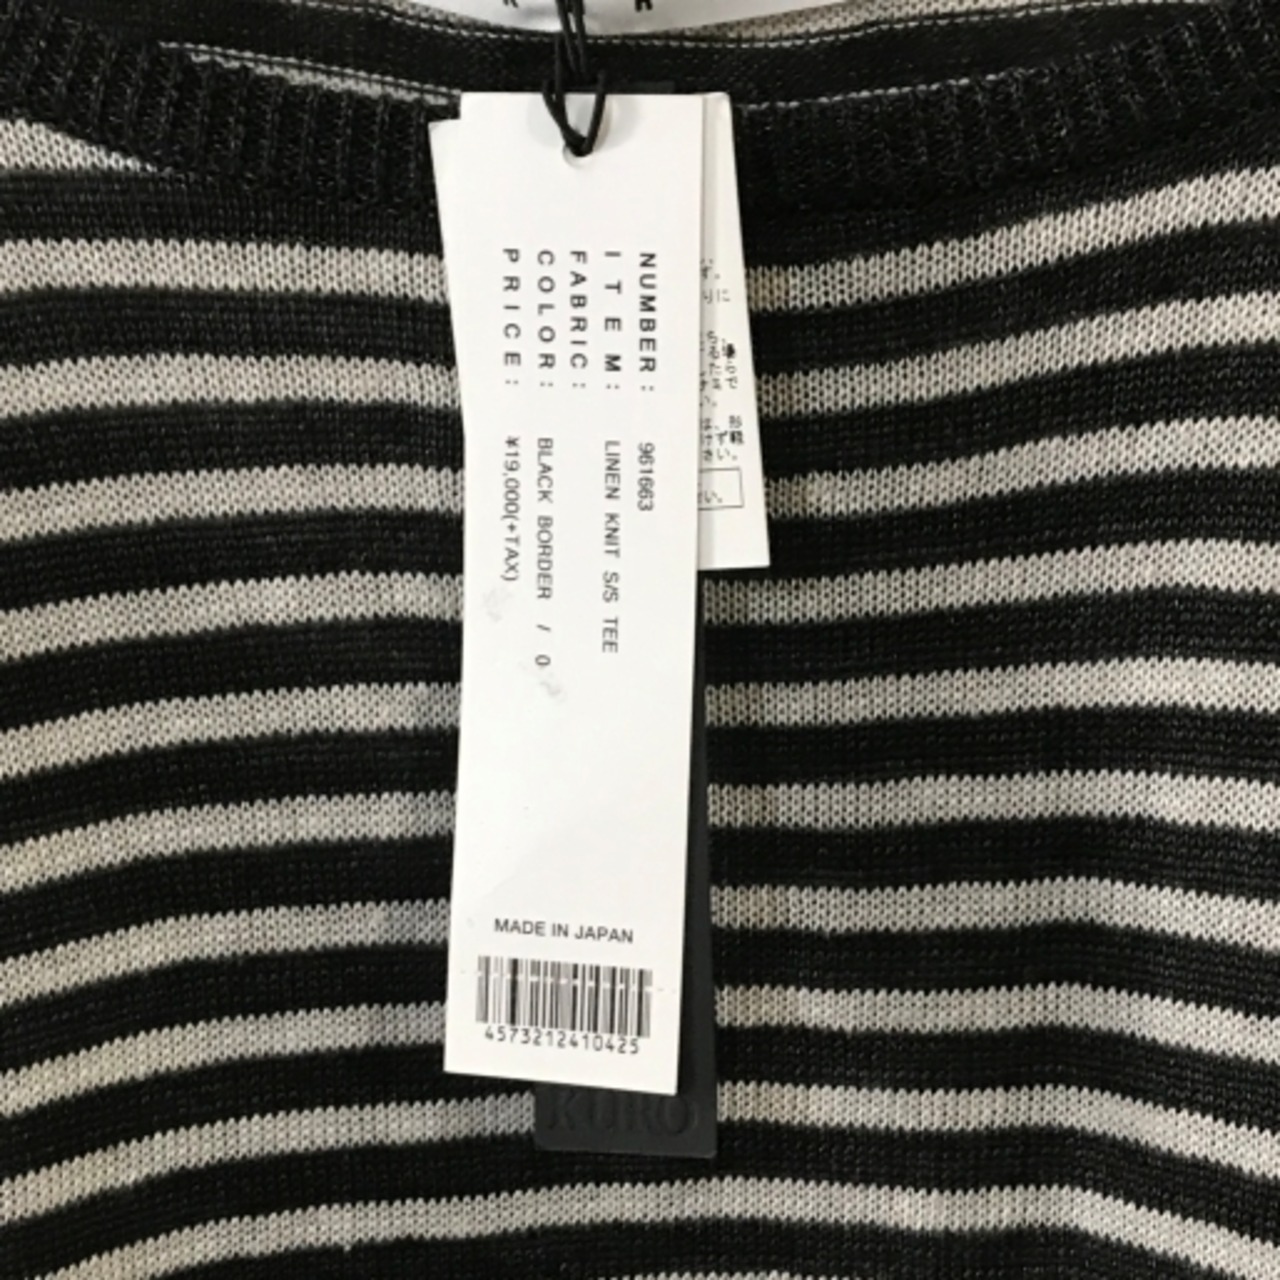 NUMBER: 961663
ITEM: LINEN KNIT S/S TEE
FABRIC:
COLOR: BLACK BORDER / 0
PRICE: ¥19,000(+TAX)
MADE IN JAPAN
4573212410425
KURO